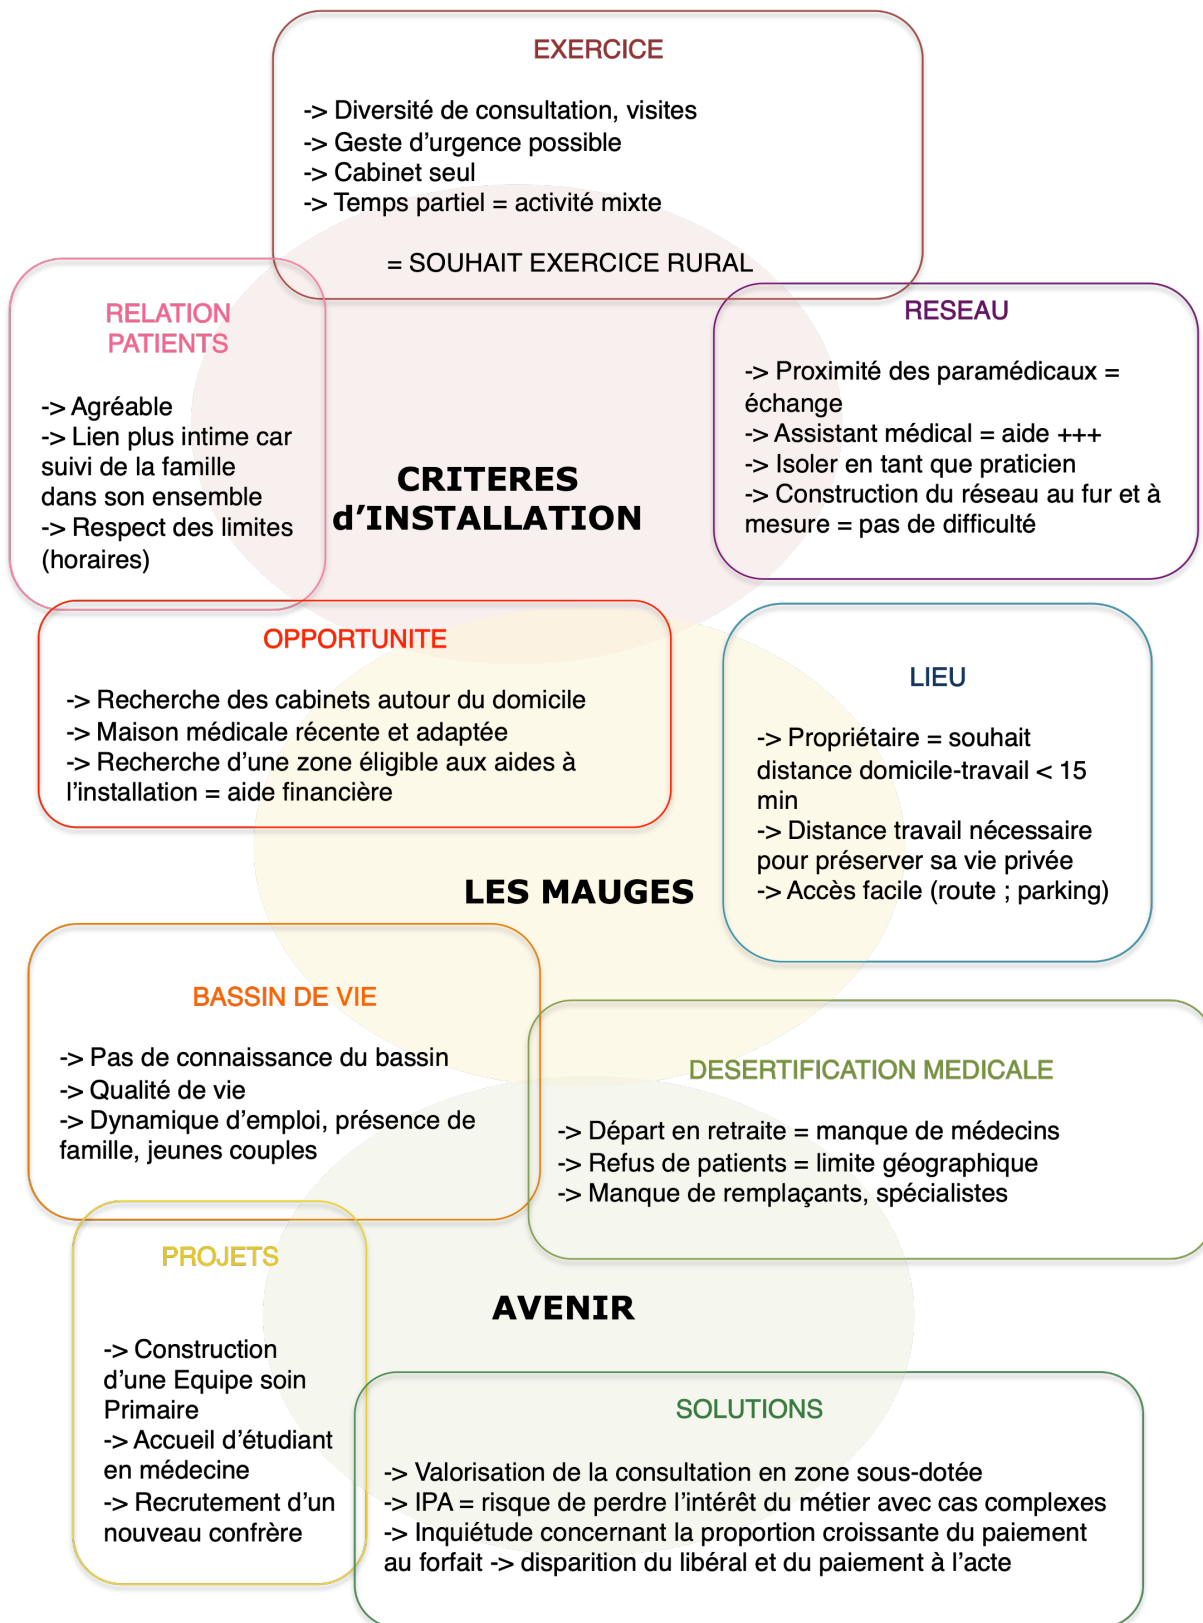 EXERCICE
-> Diversité de consultation, visites
-> Geste d'urgence possible
-> Cabinet seul
-> Temps partiel = activité mixte
= SOUHAIT EXERCICE RURAL
RELATION
PATIENTS
-> Agréable
-> Lien plus intime car
suivi de la famille
dans son ensemble
-> Respect des limites
(horaires)
RESEAU
-> Proximité des paramédicaux =
échange
-> Assistant médical = aide +++
-> Isoler en tant que praticien
-> Construction du réseau au fur et à
mesure = pas de difficulté
CRITERES
d'INSTALLATION
OPPORTUNITE
-> Recherche des cabinets autour du domicile
-> Maison médicale récente et adaptée
-> Recherche d'une zone éligible aux aides à
l'installation = aide financière
LIEU
-> Propriétaire = souhait
distance domicile-travail < 15
min
-> Distance travail nécessaire
pour préserver sa vie privée
-> Accès facile (route ; parking)
LES MAUGES
BASSIN DE VIE
-> Pas de connaissance du bassin
-> Qualité de vie
-> Dynamique d'emploi, présence de
famille, jeunes couples
DESERTIFICATION MEDICALE
-> Départ en retraite = manque de médecins
-> Refus de patients = limite géographique
-> Manque de remplaçants, spécialistes
PROJETS
-> Construction
d'une Equipe soin
Primaire
-> Accueil d'étudiant
en médecine
-> Recrutement d'un
nouveau confrère
AVENIR
SOLUTIONS
-> Valorisation de la consultation en zone sous-dotée
-> IPA = risque de perdre l'intérêt du métier avec cas complexes
-> Inquiétude concernant la proportion croissante du paiement
au forfait -> disparition du libéral et du paiement à l'acte